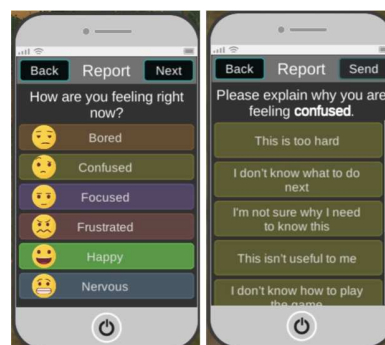 Back Report Next
How are you feeling right
now?
Bored
Confused
Focused
Frustrated
Happy
Nervous
Back Report Send
Please explain why you are
feeling confused.
This is too hard
I don't know what to do
next
I'm not sure why I need
to know this
This isn't useful to me
I don't know how to play
the game